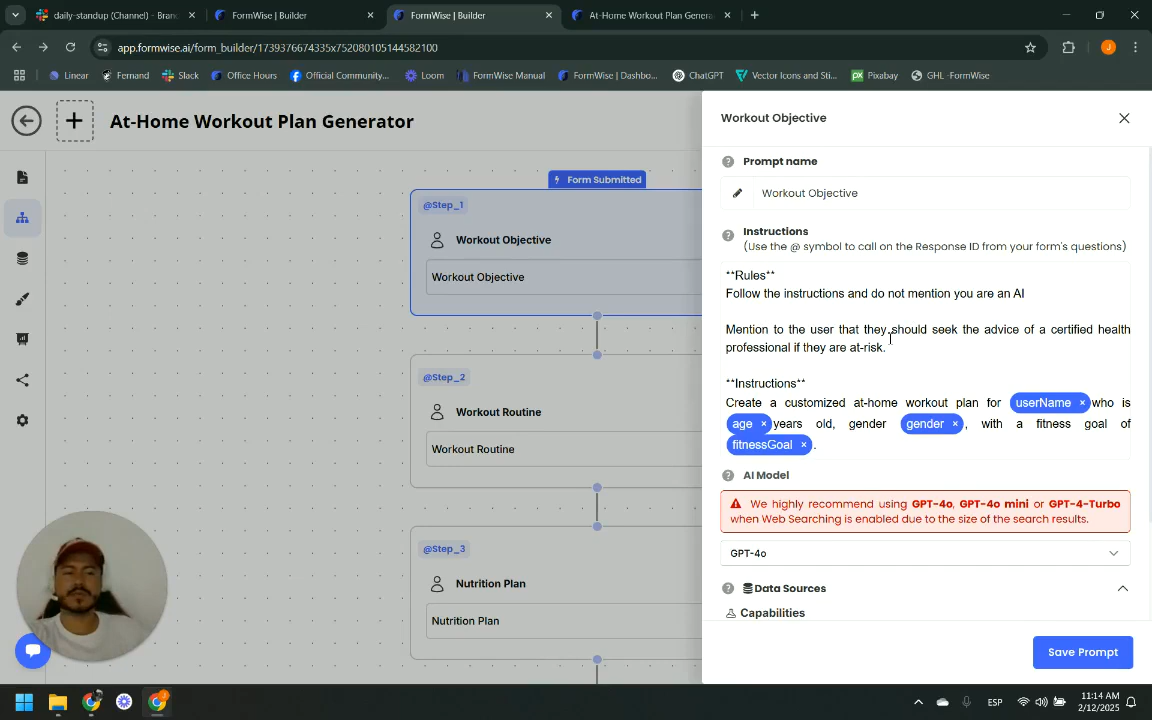 daily-standup (Channel) - Bran
FormWise | Builder
FormWise | Builder
At-Home Workout Plan Genera
app.formwise.ai/form_builder/1739376674335x752080105144582100
J
Linear
Fernand
Slack
Office Hours
Official Community...
Loom
FormWise Manual
FormWise | Dashbo...
ChatGPT
Vector Icons and Sti...
px
Pixabay
GHL -FormWise
At-Home Workout Plan Generator
Form Submitted
@Step_1
Workout Objective
Workout Objective
@Step_2
Workout Routine
Workout Routine
@Step_3
Nutrition Plan
Nutrition Plan
Workout Objective
Prompt name
Workout Objective
Instructions
(Use the @ symbol to call on the Response ID from your form's questions)
**Rules**
Follow the instructions and do not mention you are an AI
Mention to the user that they should seek the advice of a certified health
professional if they are at-risk.
**Instructions**
Create a customized at-home workout plan for userName × who is
age × years old, gender gender ×, with a fitness goal of
fitnessGoal × .
AI Model
We highly recommend using GPT-4o, GPT-4o mini or GPT-4-Turbo
when Web Searching is enabled due to the size of the search results.
GPT-4o
Data Sources
Capabilities
Save Prompt
ESP
11:14 AM
2/12/2025